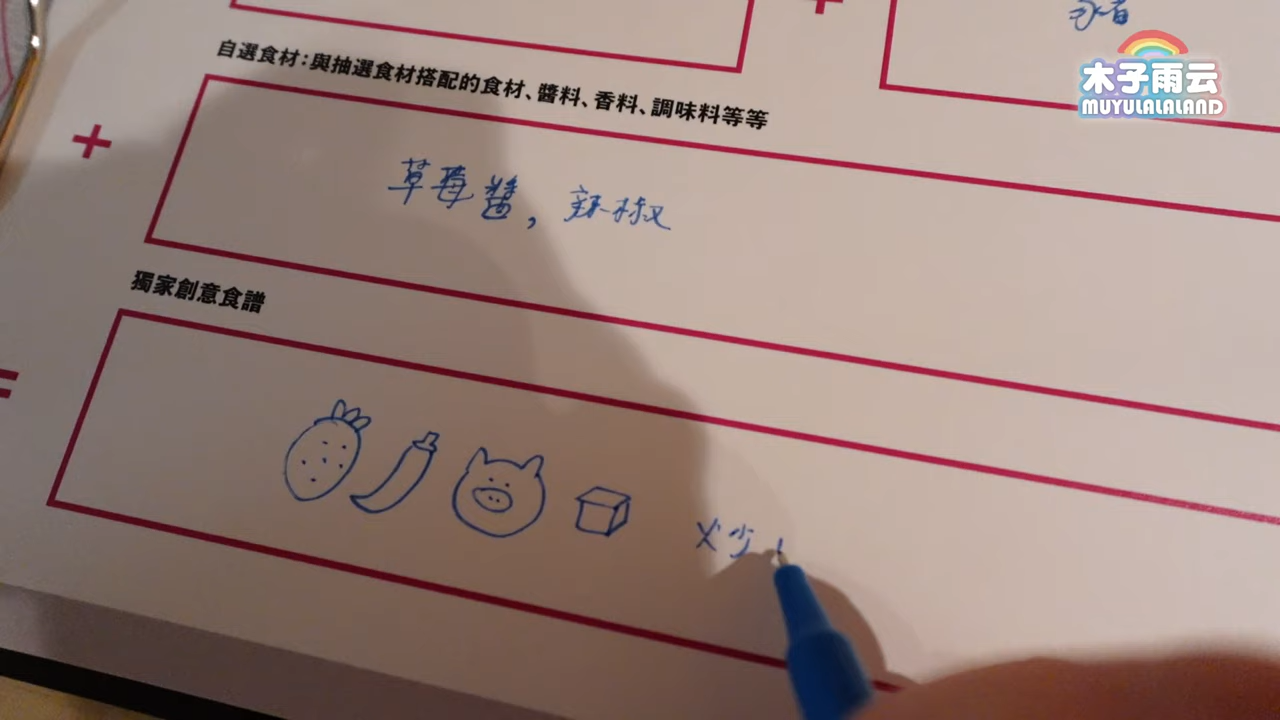 豬
木子雨云
MUYULALALAND
自選食材：與抽選食材搭配的食材、醬料、香料、調味料等等
+
草莓醬，辣椒
獨家創意食譜
=
炒